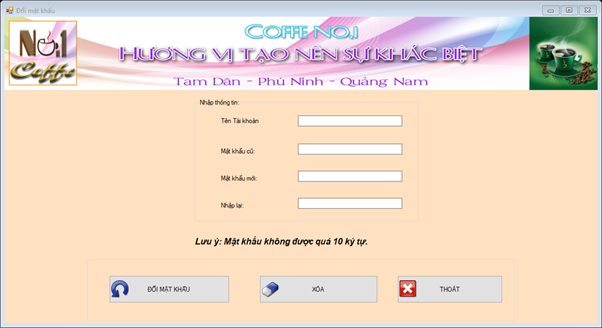 Đổi mật khẩu
No.1
Coffe
COFFE NO.1
HƯƠNG VỊ TẠO NÊN SỰ KHÁC BIỆT
Tam Dân - Phú Ninh - Quảng Nam
Nhập thông tin:
Tên Tài khoản
Mật khẩu cũ:
Mật khẩu mới:
Nhập lại:
Lưu ý: Mật khẩu không được quá 10 ký tự.
ĐỔI MẬT KHẨU
XÓA
THOÁT